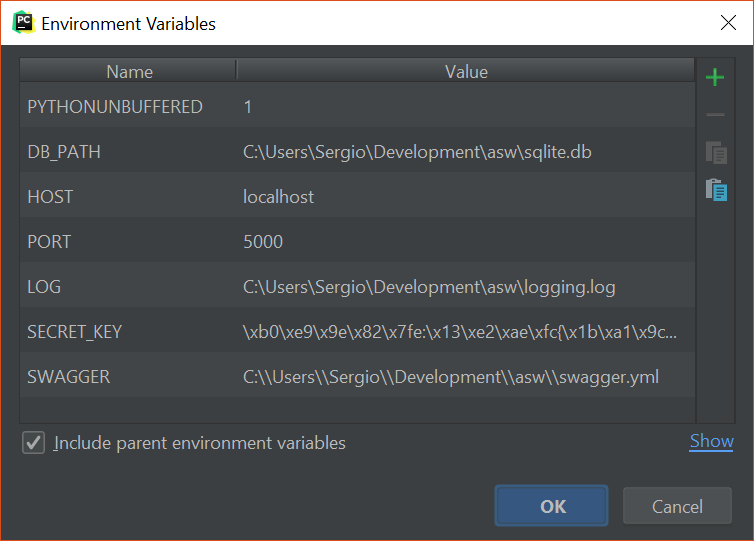 PC Environment Variables
Name Value
PYTHONUNBUFFERED 1
DB_PATH C:\Users\Sergio\Development\asw\sqlite.db
HOST localhost
PORT 5000
LOG C:\Users\Sergio\Development\asw\logging.log
SECRET_KEY \xb0\xe9\x9e\x82\x7fe:\x13\xe2\xae\xfc{\x1b\xa1\x9c...
SWAGGER C:\\Users\\Sergio\\Development\\asw\\swagger.yml
Include parent environment variables Show
OK Cancel